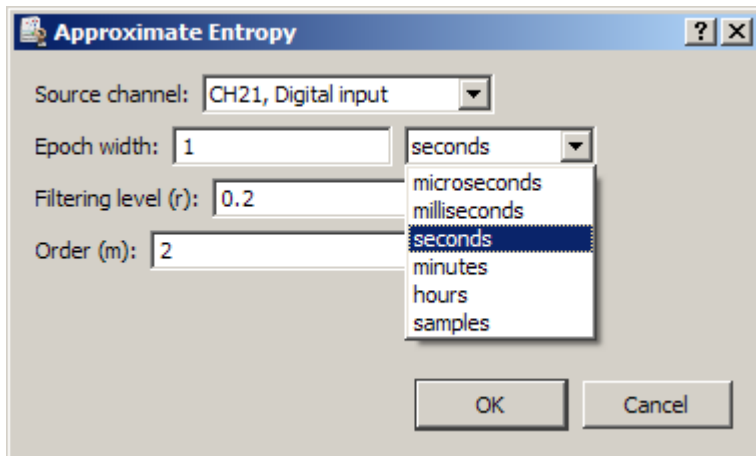 Approximate Entropy
Source channel: CH21, Digital input
Epoch width: 1 seconds
microseconds
milliseconds
seconds
minutes
hours
samples
Filtering level (r): 0.2
Order (m): 2
OK Cancel